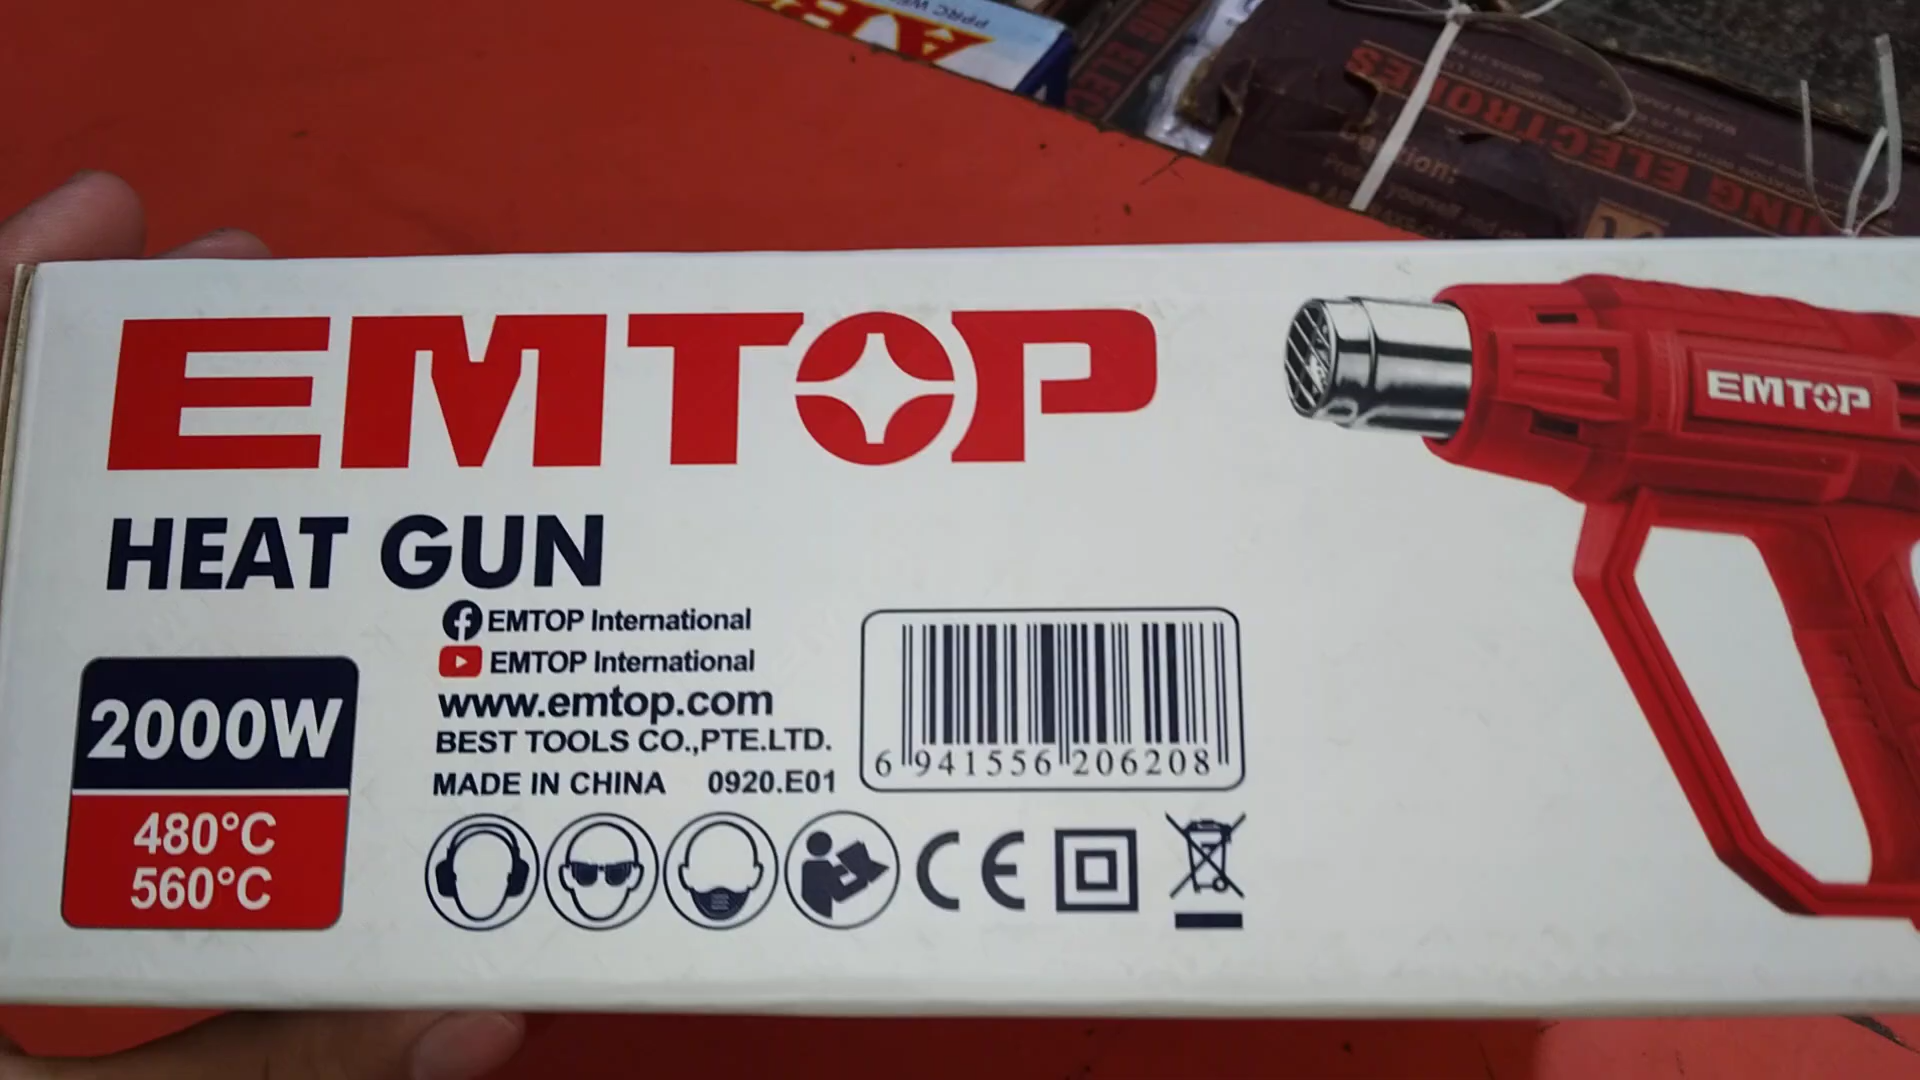 EMTOP
HEAT GUN
EMTOP International
EMTOP International
www.emtop.com
BEST TOOLS CO.,PTE.LTD.
MADE IN CHINA 0920.E01
2000W
480°C
560°C
6 941556 206208
CE
EMTOP
ELECTRODES